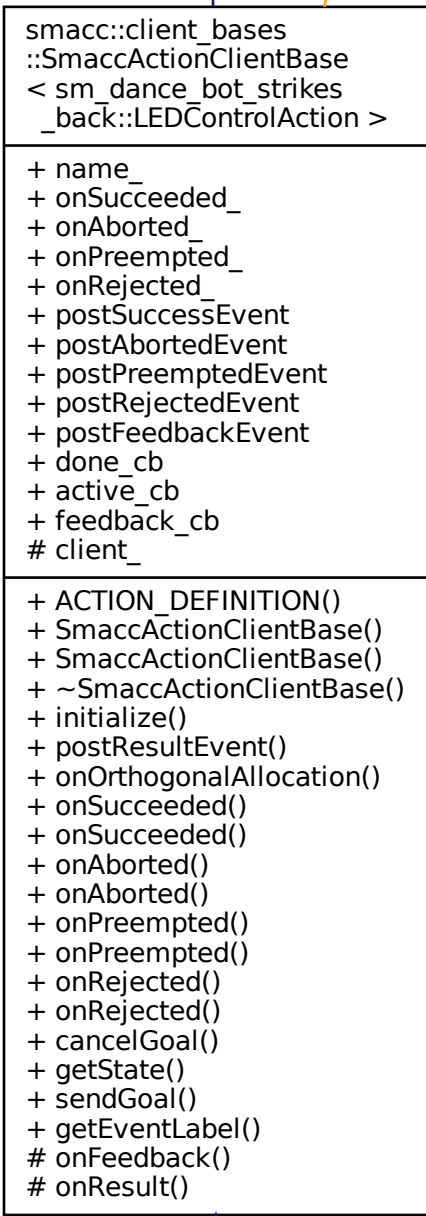 smacc::client_bases
::SmaccActionClientBase
< sm_dance_bot_strikes
_back::LEDControlAction >
+ name_
+ onSucceeded_
+ onAborted_
+ onPreempted_
+ onRejected_
+ postSuccessEvent
+ postAbortedEvent
+ postPreemptedEvent
+ postRejectedEvent
+ postFeedbackEvent
+ done_cb
+ active_cb
+ feedback_cb
# client_
+ ACTION_DEFINITION()
+ SmaccActionClientBase()
+ SmaccActionClientBase()
+ ~SmaccActionClientBase()
+ initialize()
+ postResultEvent()
+ onOrthogonalAllocation()
+ onSucceeded()
+ onSucceeded()
+ onAborted()
+ onAborted()
+ onPreempted()
+ onPreempted()
+ onRejected()
+ onRejected()
+ cancelGoal()
+ getState()
+ sendGoal()
+ getEventLabel()
# onFeedback()
# onResult()